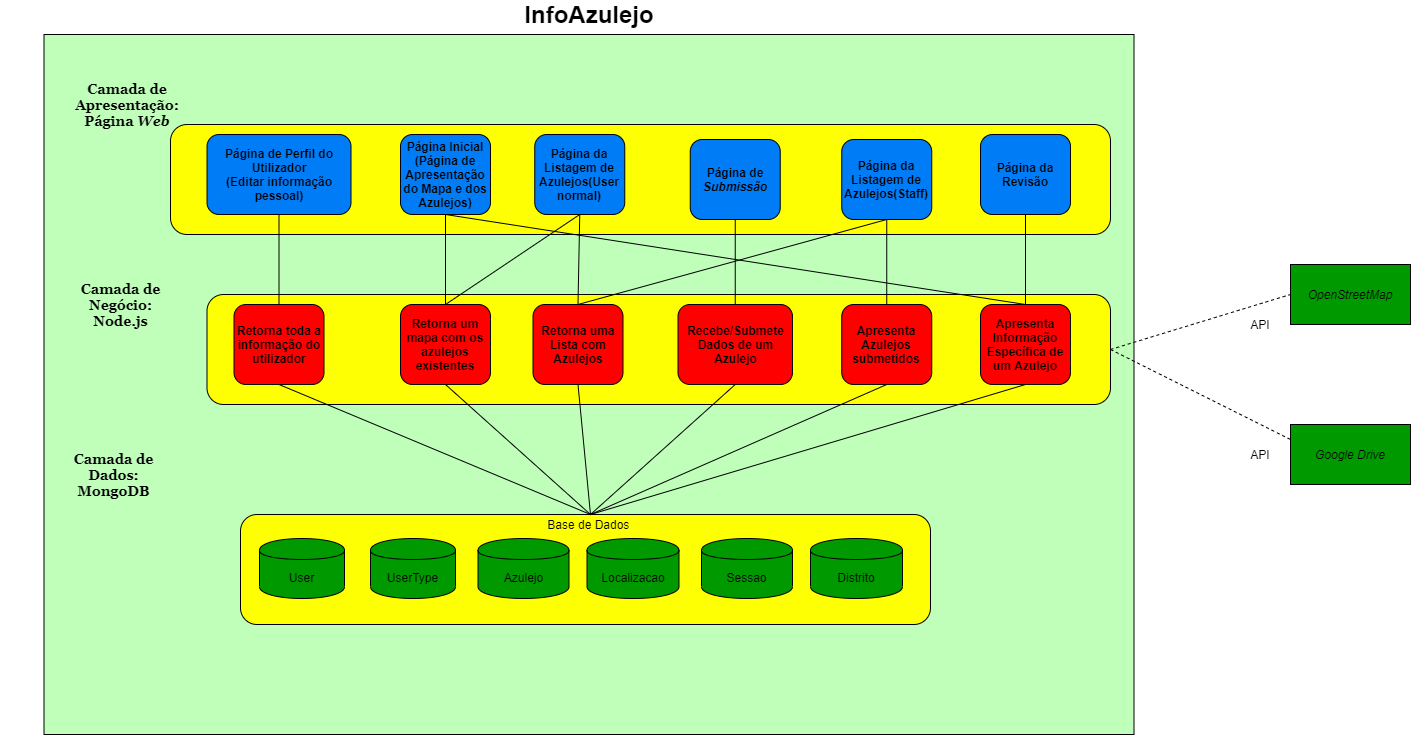 InfoAzulejo
Camada de
Apresentação:
Página Web
Página de Perfil do
Utilizador
(Editar informação
pessoal)
Página Inicial
(Página de
Apresentação
do Mapa e dos
Azulejos)
Página da
Listagem de
Azulejos(User
normal)
Página de
Submissão
Página da
Listagem de
Azulejos(Staff)
Página da
Revisão
Camada de
Negócio:
Node.js
Retorna toda a
informação do
utilizador
Retorna um
mapa com os
azulejos
existentes
Retorna uma
Lista com
Azulejos
Recebe/Submete
Dados de um
Azulejo
Apresenta
Azulejos
submetidos
Apresenta
Informação
Específica de
um Azulejo
OpenStreetMap
API
API
Google Drive
Camada de
Dados:
MongoDB
Base de Dados
User
UserType
Azulejo
Localizacao
Sessao
Distrito